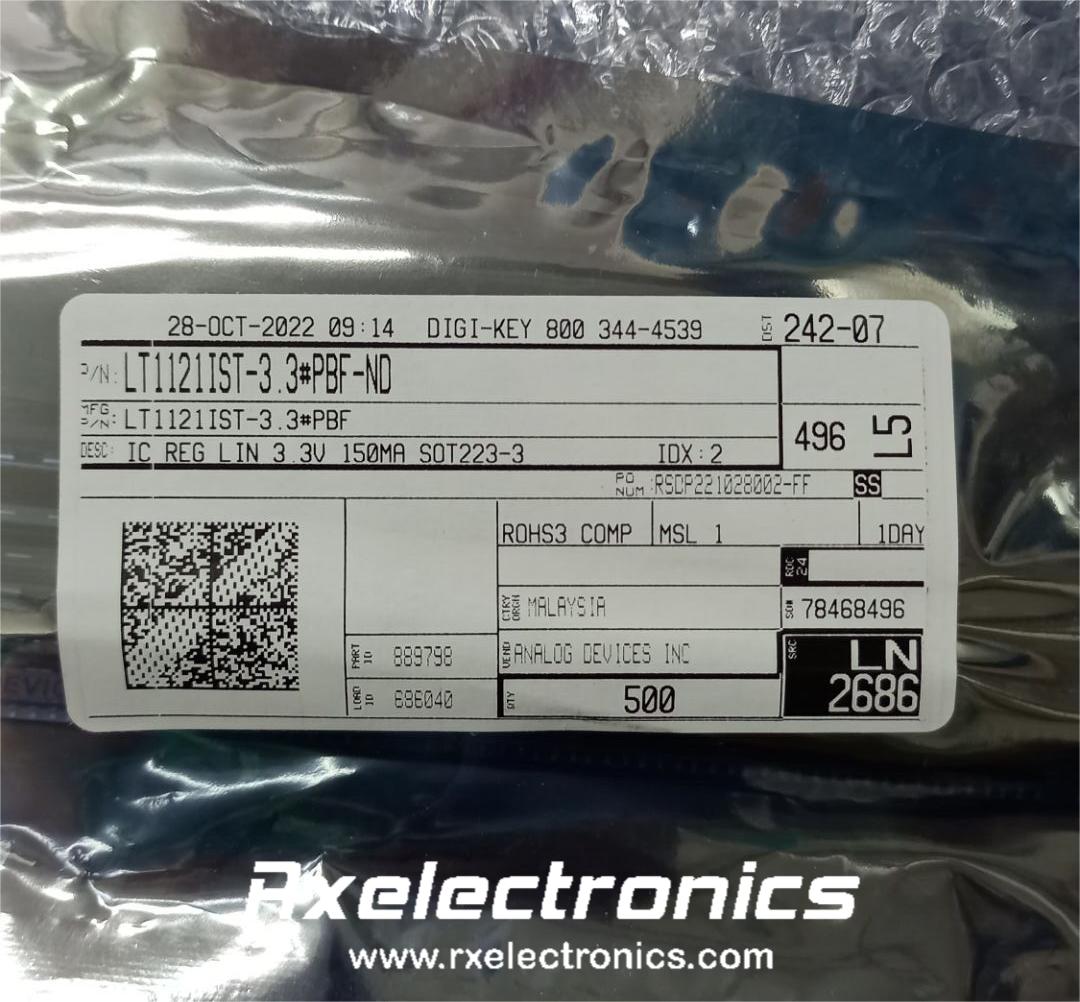 28-OCT-2022 09:14 DIGI-KEY 800 344-4539 DIST 242-07
P/N: LT1121IST-3.3#PBF-ND
MFG P/N: LT1121IST-3.3#PBF
496 L5
DESC: IC REG LIN 3.3V 150MA SOT223-3 IDX:2
PO NUM :RSDP221028002-FF SS
ROHS3 COMP MSL 1 1DAY
24
CTRY ORGN MALAYSIA SO# 78468496
PART ID 889798 VEND ANALOG DEVICES INC SRC LN
LOAD ID 686040 QTY 500 2686
Rxelectronics
www.rxelectronics.com